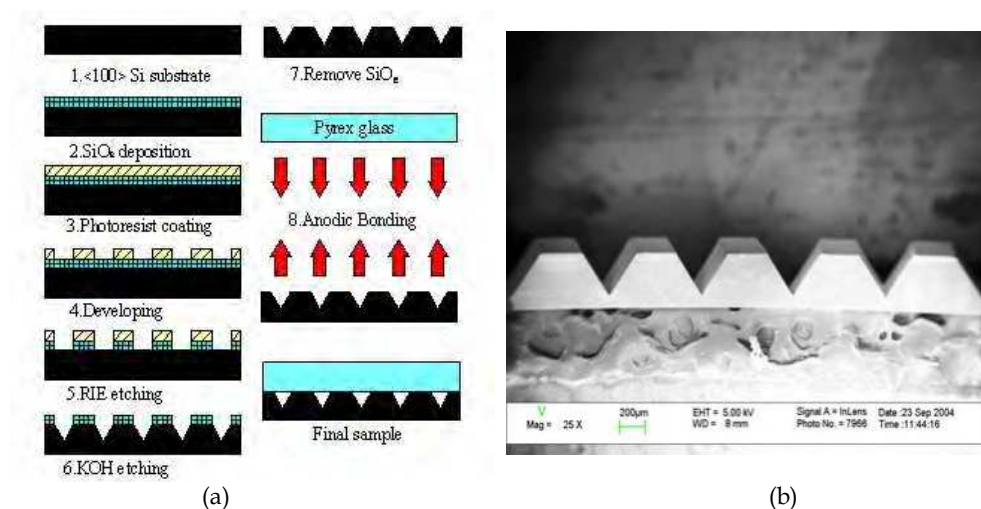 1.<100> Si substrate
2.SiO₂ deposition
3.Photoresist coating
4.Developing
5.RIE etching
6.KOH etching
7.Remove SiO₂
Pyrex glass
8.Anodic Bonding
Final sample
(a)
V
Mag = 25 X
200µm
EHT = 5.00 kV
WD = 8 mm
Signal A = InLens
Photo No. = 7966
Date :23 Sep 2004
Time :11:44:16
(b)